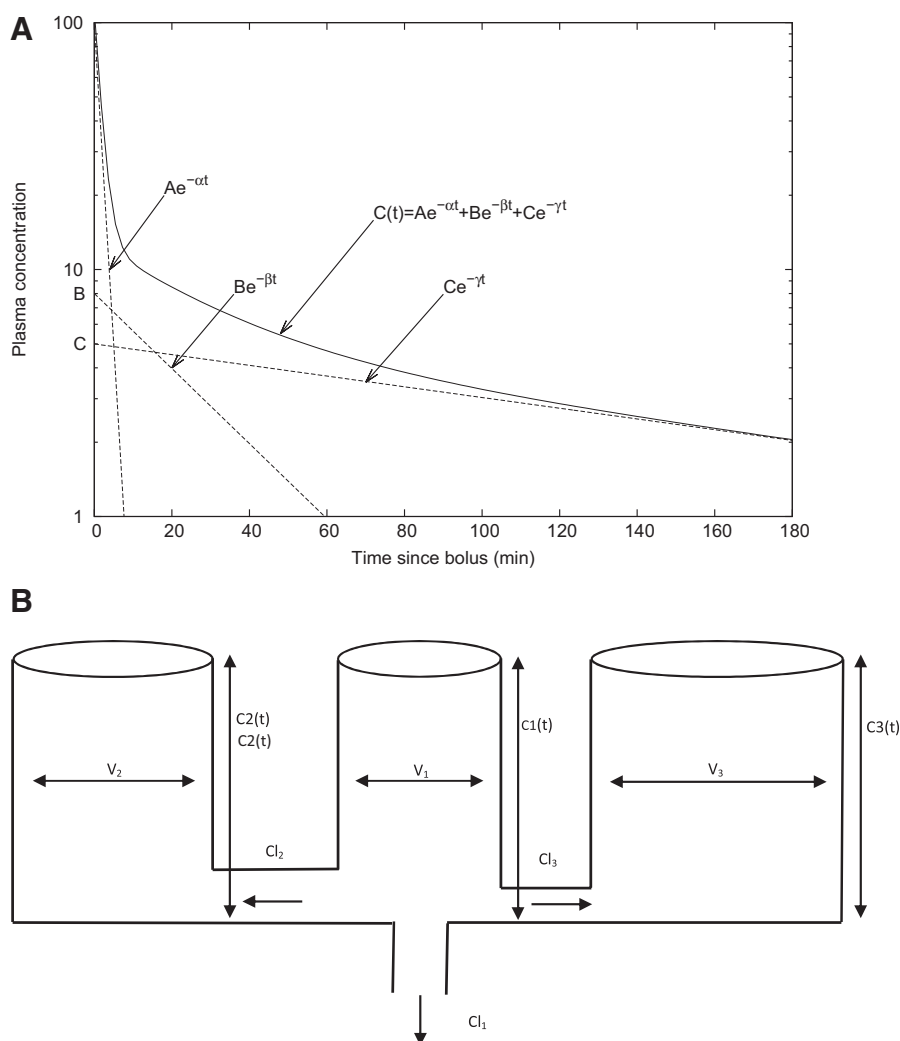 A
100
Ae⁻ᵅᵗ
C(t)=Ae⁻ᵅᵗ+Be⁻ᵝᵗ+Ce⁻ᵞᵗ
Plasma concentration
10
B
Be⁻ᵝᵗ
Ce⁻ᵞᵗ
C
1
0 20 40 60 80 100 120 140 160 180
Time since bolus (min)
B
C2(t)
C2(t)
C1(t)
C3(t)
V₂
V₁
V₃
Cl₂
Cl₃
Cl₁